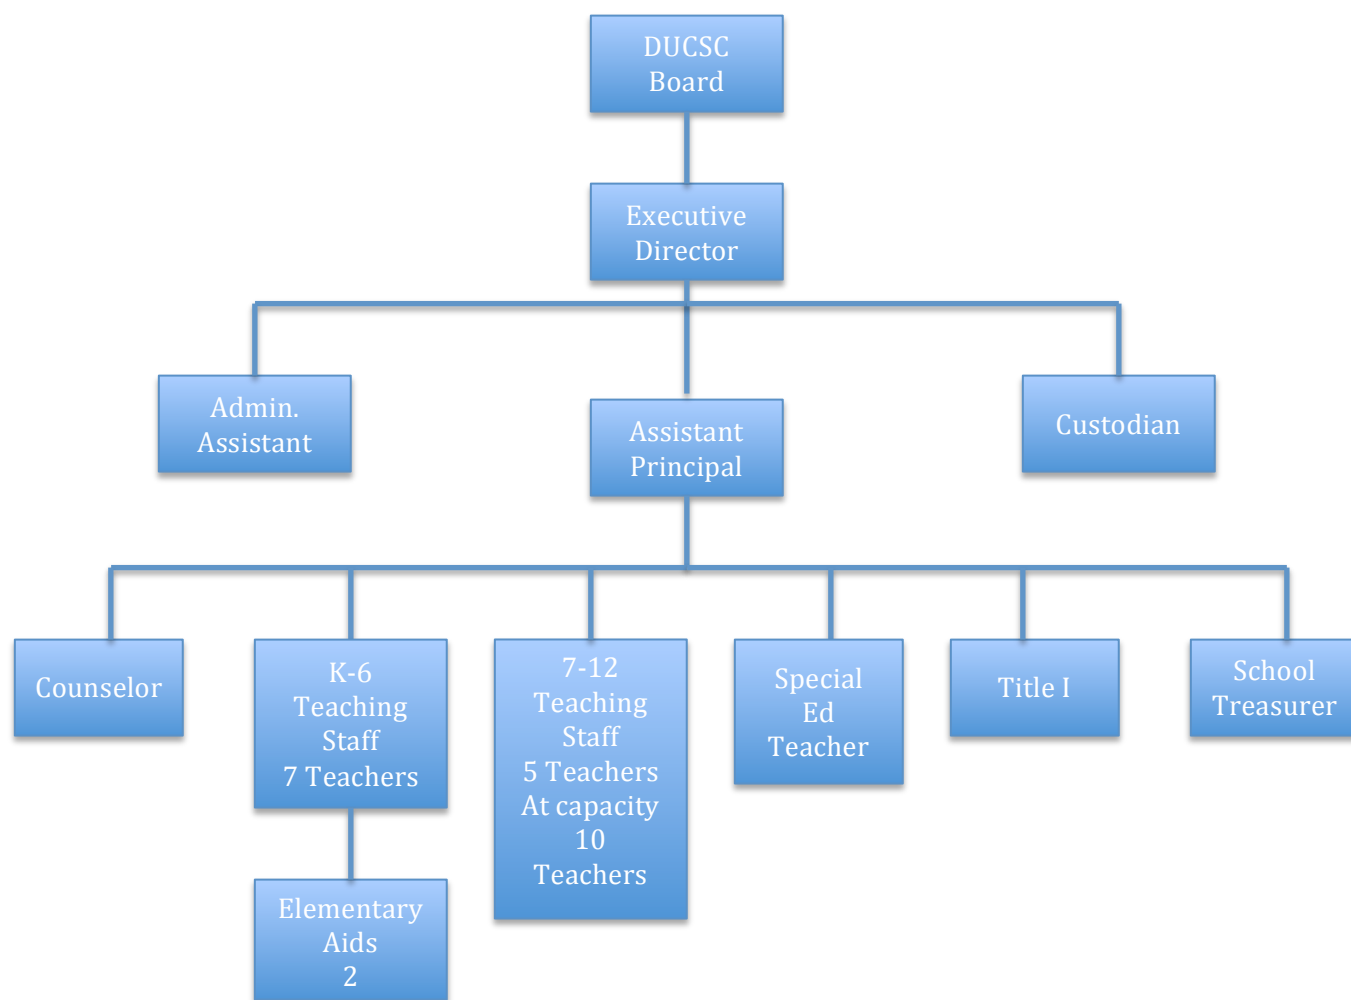 DUCSC
Board
Executive
Director
Admin.
Assistant
Assistant
Principal
Custodian
Counselor
K-6
Teaching
Staff
7 Teachers
7-12
Teaching
Staff
5 Teachers
At capacity
10
Teachers
Special
Ed
Teacher
Title I
School
Treasurer
Elementary
Aids
2